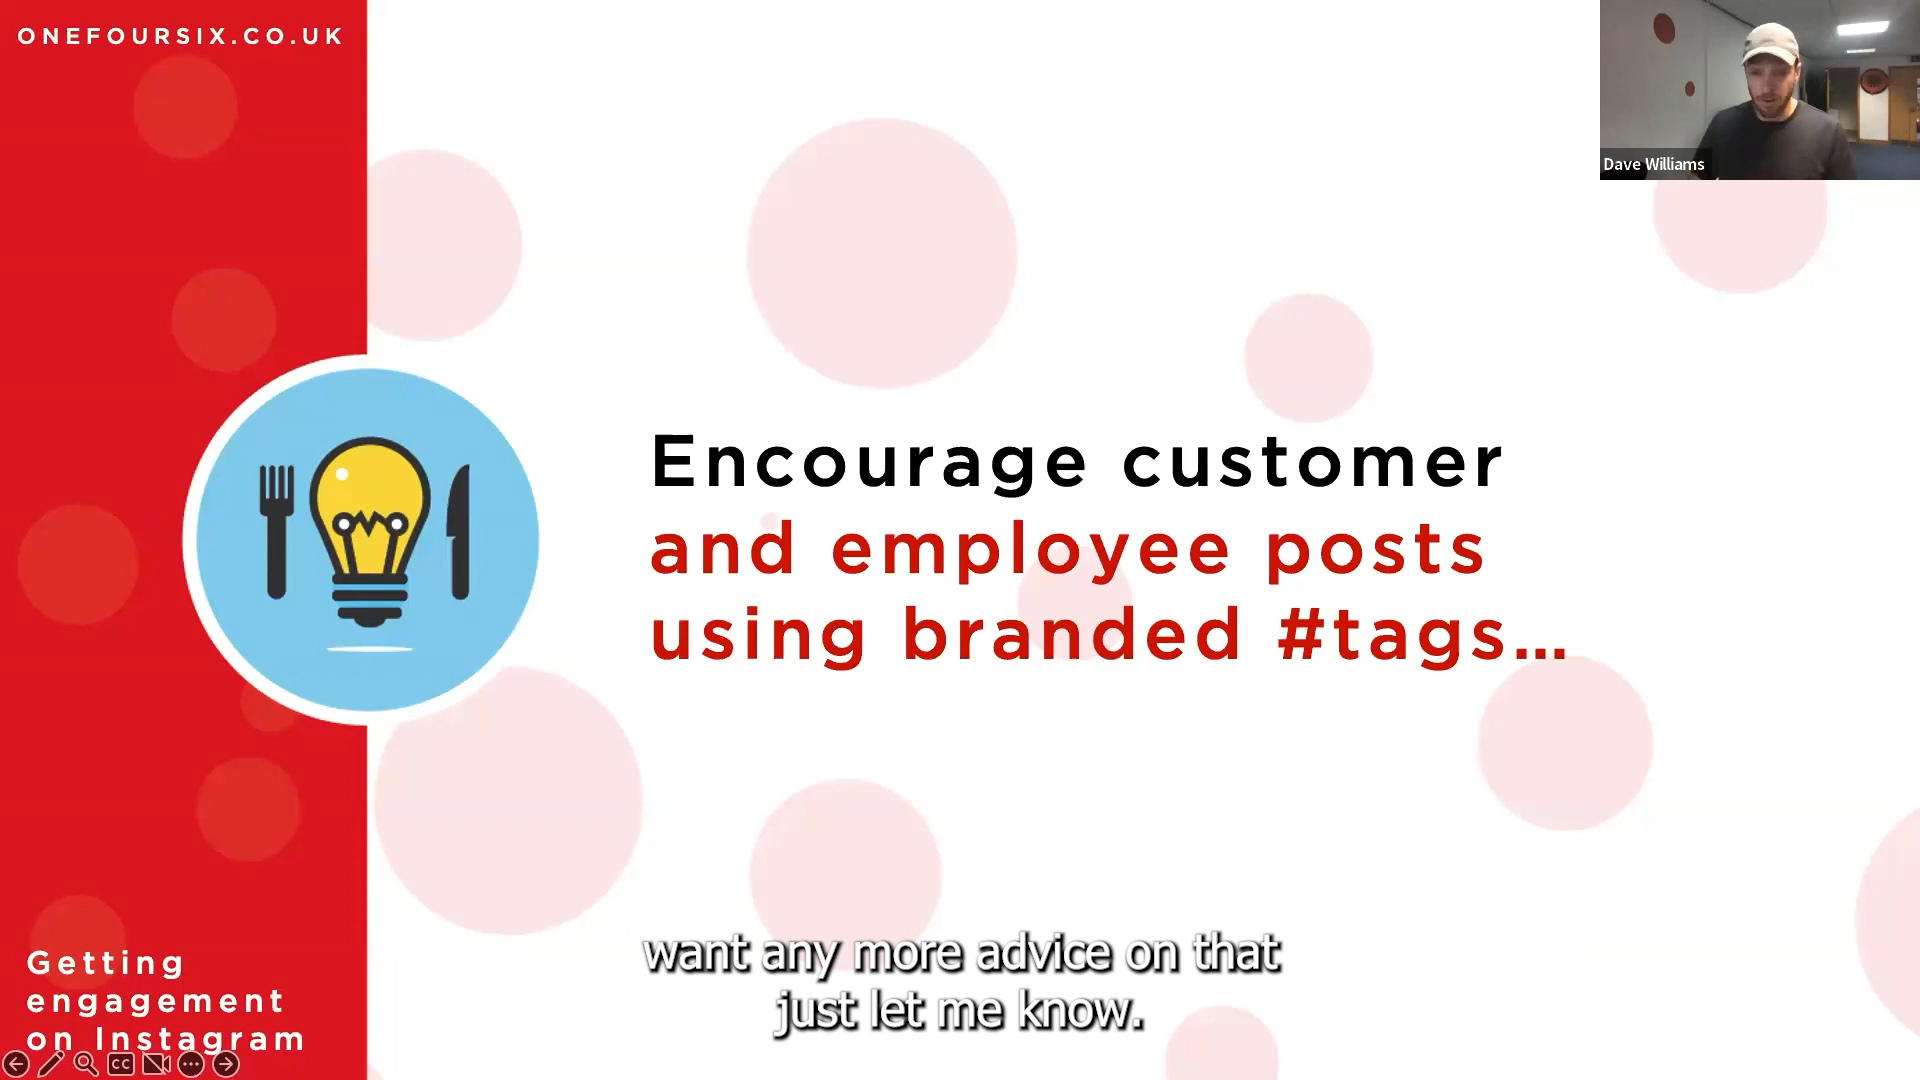 ONEFOURSIX.CO.UK
Dave Williams
Encourage customer
and employee posts
using branded #tags...
want any more advice on that
just let me know.
Getting
engagement
on Instagram
CC